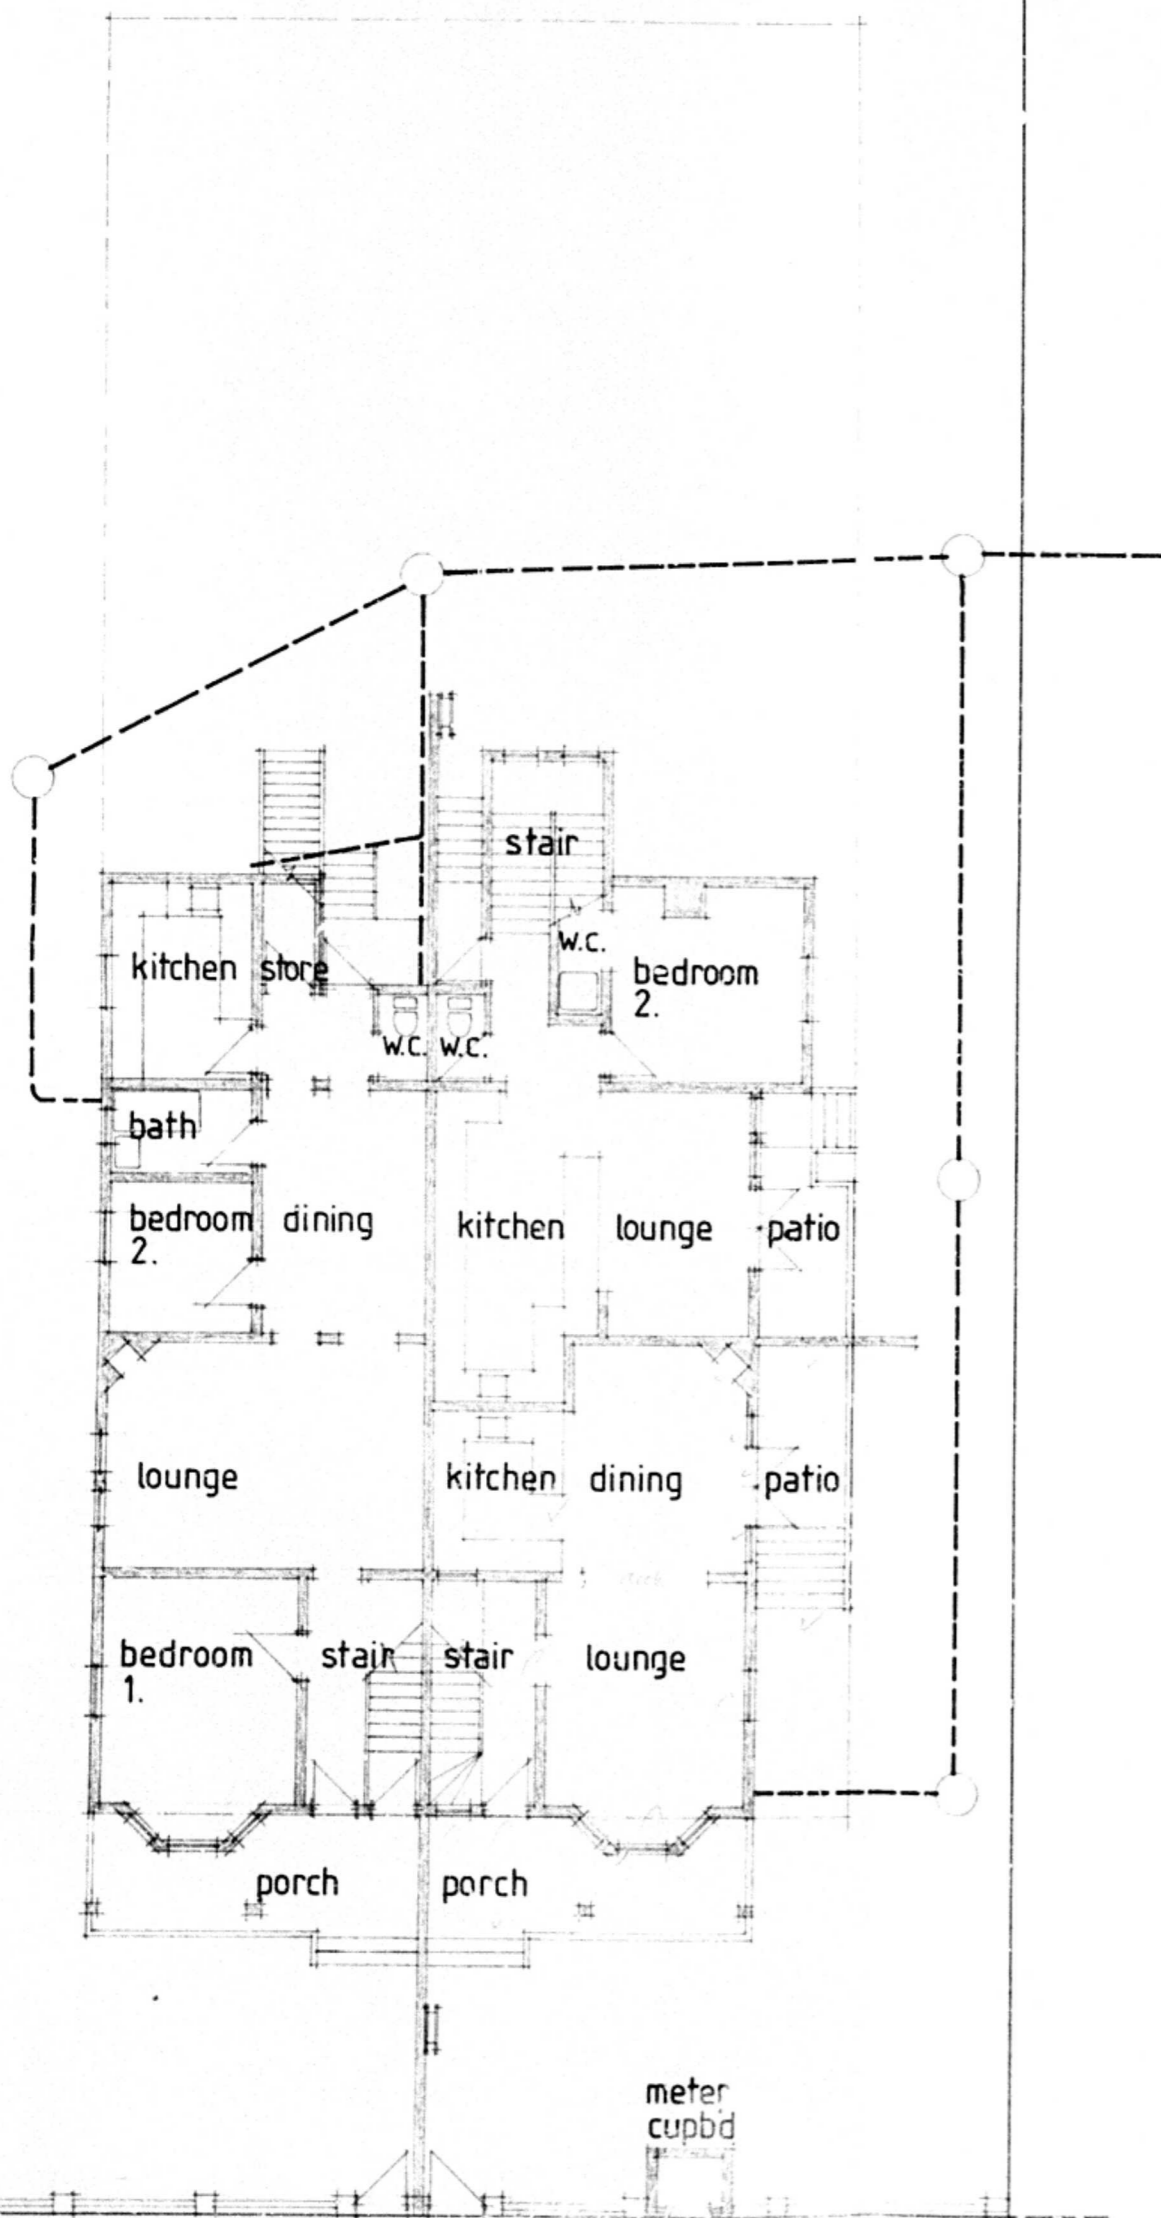 stair
W.C.
kitchen
store
bedroom
2.
W.C.
W.C.
bath
bedroom
2.
dining
kitchen
lounge
patio
lounge
kitchen
dining
patio
bedroom
1.
stair
stair
lounge
porch
porch
meter
cupbd